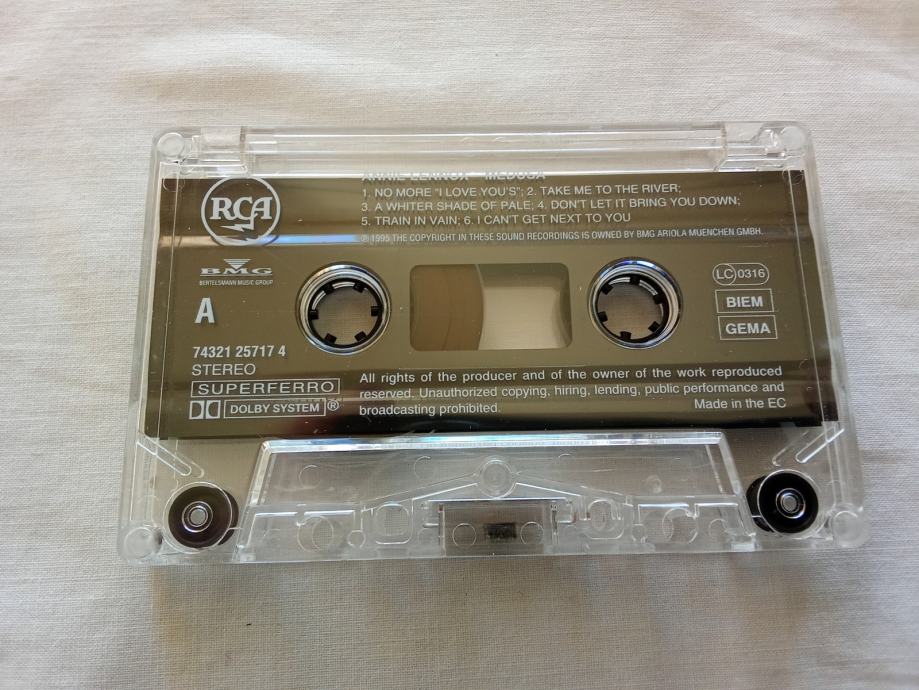 ANNIE LENNOX "MEDUSA"
RCA
1. NO MORE "I LOVE YOU'S"; 2. TAKE ME TO THE RIVER;
3. A WHITER SHADE OF PALE; 4. DON'T LET IT BRING YOU DOWN;
5. TRAIN IN VAIN; 6. I CAN'T GET NEXT TO YOU
℗ 1995 THE COPYRIGHT IN THESE SOUND RECORDINGS IS OWNED BY BMG ARIOLA MUENCHEN GMBH.
BMG
BERTELSMANN MUSIC GROUP
LC 0316
A
BIEM
GEMA
74321 25717 4
STEREO
SUPERFERRO
DOLBY SYSTEM ®
All rights of the producer and of the owner of the work reproduced
reserved. Unauthorized copying, hiring, lending, public performance and
broadcasting prohibited.
Made in the EC